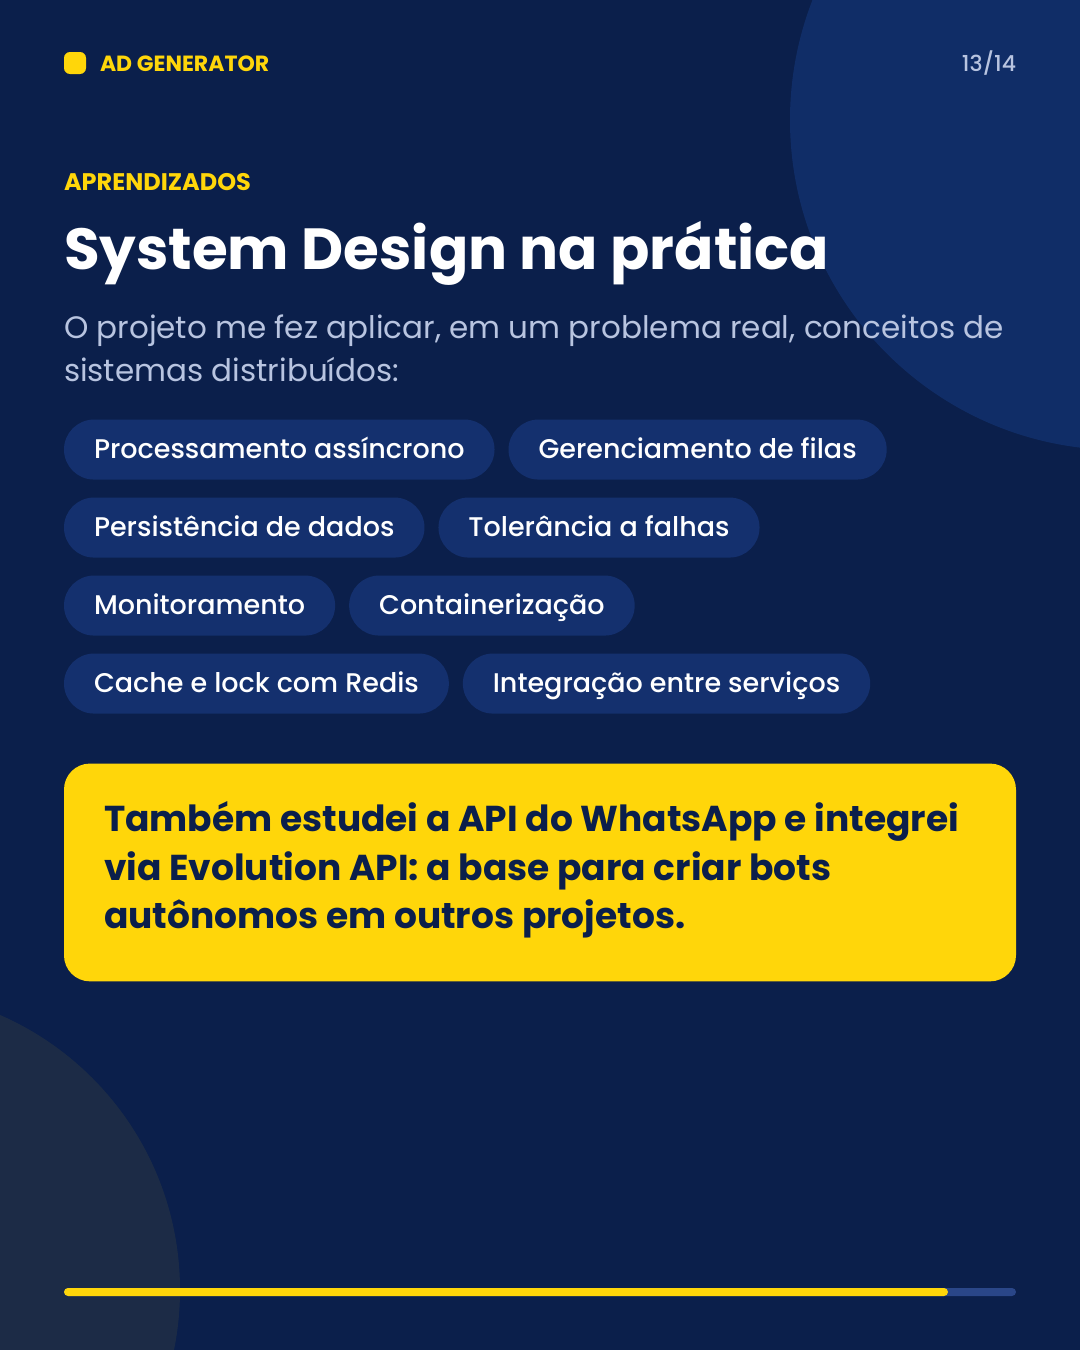 AD GENERATOR
13/14
APRENDIZADOS
System Design na prática
O projeto me fez aplicar, em um problema real, conceitos de
sistemas distribuídos:
Processamento assíncrono
Gerenciamento de filas
Persistência de dados
Tolerância a falhas
Monitoramento
Containerização
Cache e lock com Redis
Integração entre serviços
Também estudei a API do WhatsApp e integrei
via Evolution API: a base para criar bots
autônomos em outros projetos.